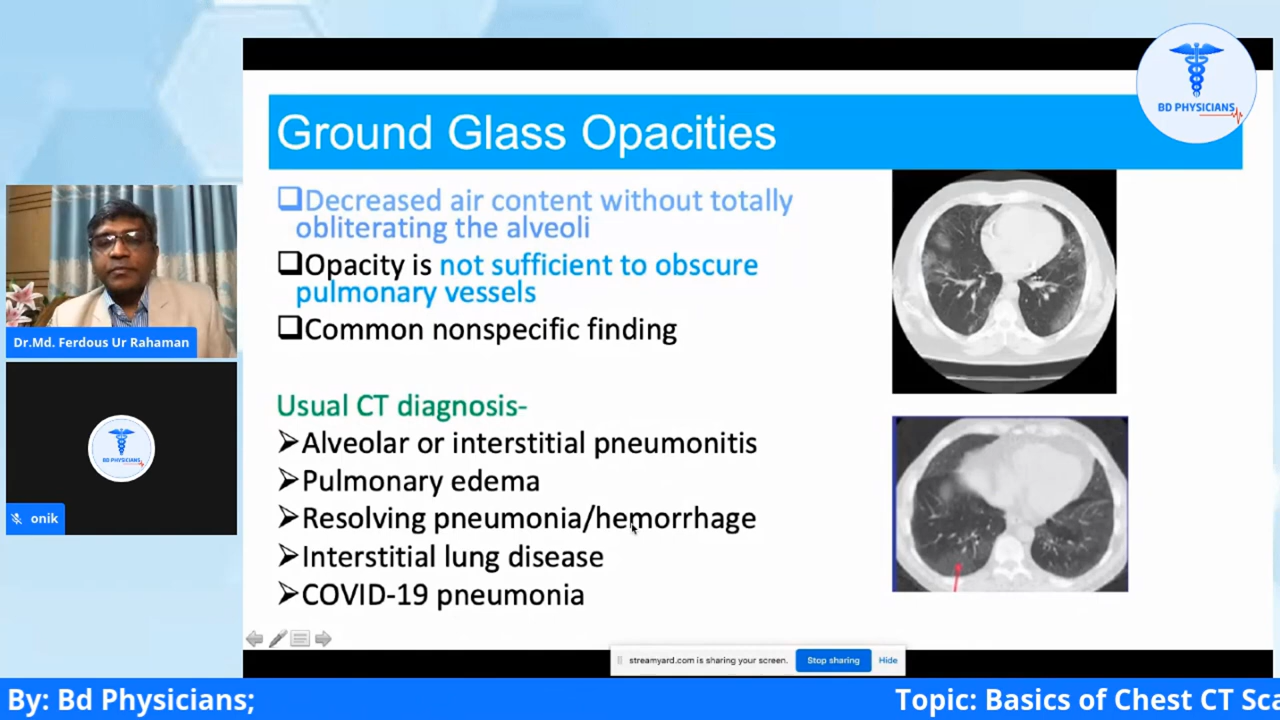 BD PHYSICIANS
Ground Glass Opacities
Decreased air content without totally
obliterating the alveoli
Opacity is not sufficient to obscure
pulmonary vessels
Common nonspecific finding
Usual CT diagnosis-
Alveolar or interstitial pneumonitis
Pulmonary edema
Resolving pneumonia/hemorrhage
Interstitial lung disease
COVID-19 pneumonia
Dr.Md. Ferdous Ur Rahaman
BD PHYSICIANS
onik
streamyard.com is sharing your screen.
Stop sharing
Hide
By: Bd Physicians;
Topic: Basics of Chest CT Sca